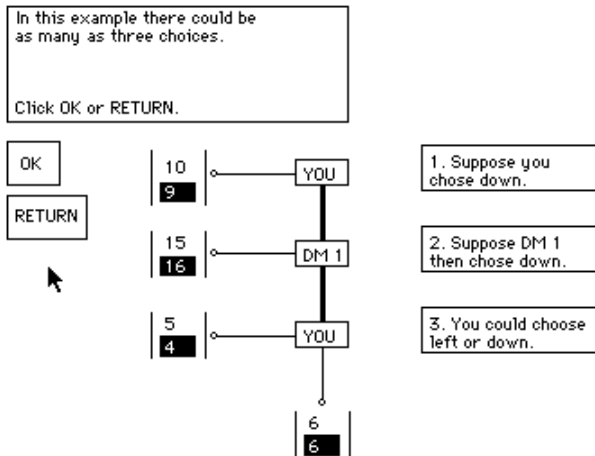 In this example there could be
as many as three choices.
Click OK or RETURN.
OK
RETURN
10
9
YOU
1. Suppose you
chose down.
15
16
DM 1
2. Suppose DM 1
then chose down.
5
4
YOU
3. You could choose
left or down.
6
6